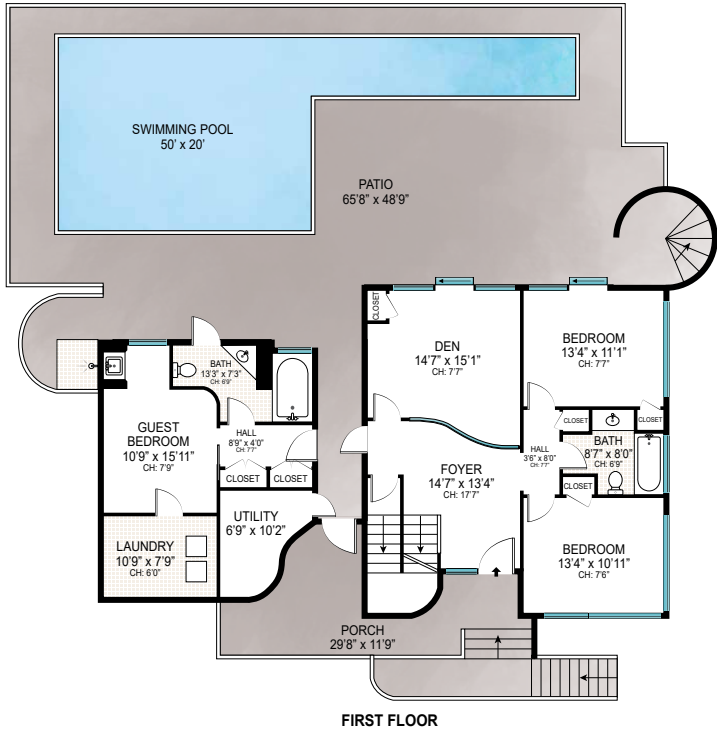 SWIMMING POOL
50' x 20'
PATIO
65'8" x 48'9"
CLOSET
DEN
14'7" x 15'1"
CH: 7'7"
BEDROOM
13'4" x 11'1"
CH: 7'7"
BATH
13'3" x 7'3"
CH: 6'9"
GUEST
BEDROOM
10'9" x 15'11"
CH: 7'9"
HALL
8'9" x 4'0"
CH: 7'7"
CLOSET
CLOSET
CLOSET
CLOSET
HALL
3'6" x 8'0"
CH: 7'7"
BATH
8'7" x 8'0"
CH: 6'9"
CLOSET
FOYER
14'7" x 13'4"
CH: 17'7"
UTILITY
6'9" x 10'2"
LAUNDRY
10'9" x 7'9"
CH: 6'0"
BEDROOM
13'4" x 10'11"
CH: 7'6"
PORCH
29'8" x 11'9"
FIRST FLOOR